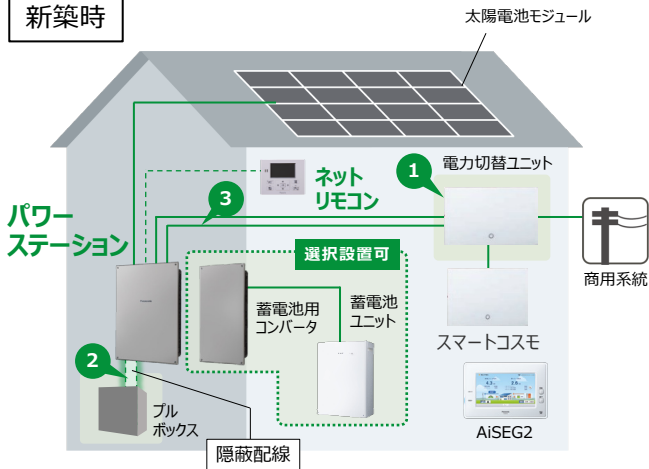 新築時
太陽電池モジュール
1
電力切替ユニット
ネット
リモコン
3
パワー
ステーション
選択設置可
商用系統
蓄電池用
コンバータ
蓄電池
ユニット
スマートコスモ
2
プル
ボックス
AiSEG2
隠蔽配線